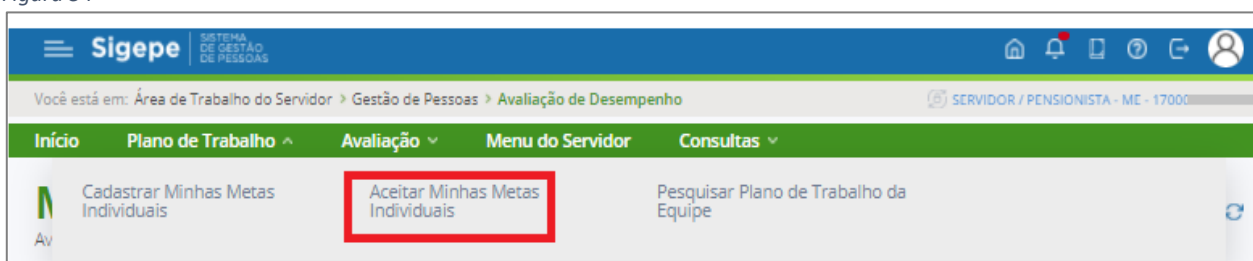 Sigepe
SISTEMA
DE GESTÃO
DE PESSOAS
Você está em: Área de Trabalho do Servidor > Gestão de Pessoas > Avaliação de Desempenho
SERVIDOR / PENSIONISTA - ME - 17000
Início Plano de Trabalho Avaliação Menu do Servidor Consultas
Cadastrar Minhas Metas
Individuais
Aceitar Minhas Metas
Individuais
Pesquisar Plano de Trabalho da
Equipe
Av